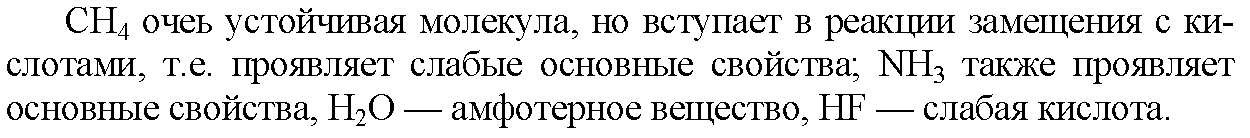 CH₄ очеь устойчивая молекула, но вступает в реакции замещения с ки-
слотами, т.е. проявляет слабые основные свойства; NH₃ также проявляет
основные свойства, H₂O — амфотерное вещество, HF — слабая кислота.